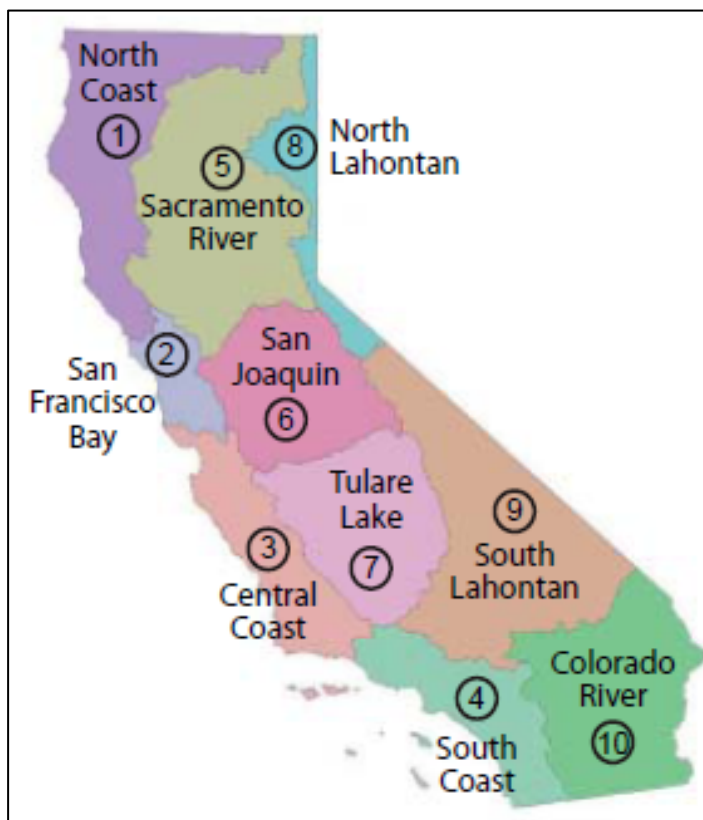 North
Coast
1
5
Sacramento
River
8
North
Lahontan
2
San
Francisco
Bay
San
Joaquin
6
Tulare
Lake
7
9
South
Lahontan
3
Central
Coast
4
South
Coast
Colorado
River
10